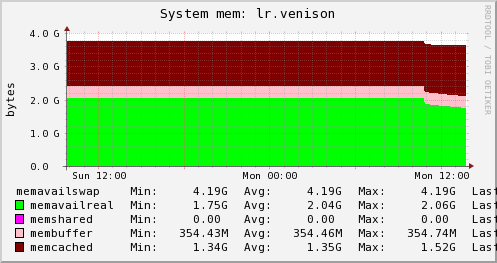 System mem: lr.venison
RRDTOOL / TOBI OETIKER
4.0 G
3.0 G
2.0 G
1.0 G
0.0
bytes
Sun 12:00 Mon 00:00 Mon 12:00
memavailswap Min: 4.19G Avg: 4.19G Max: 4.19G Last
memavailreal Min: 1.75G Avg: 2.04G Max: 2.06G Last
memshared Min: 0.00 Avg: 0.00 Max: 0.00 Last
membuffer Min: 354.43M Avg: 354.46M Max: 354.74M Last
memcached Min: 1.34G Avg: 1.35G Max: 1.52G Last